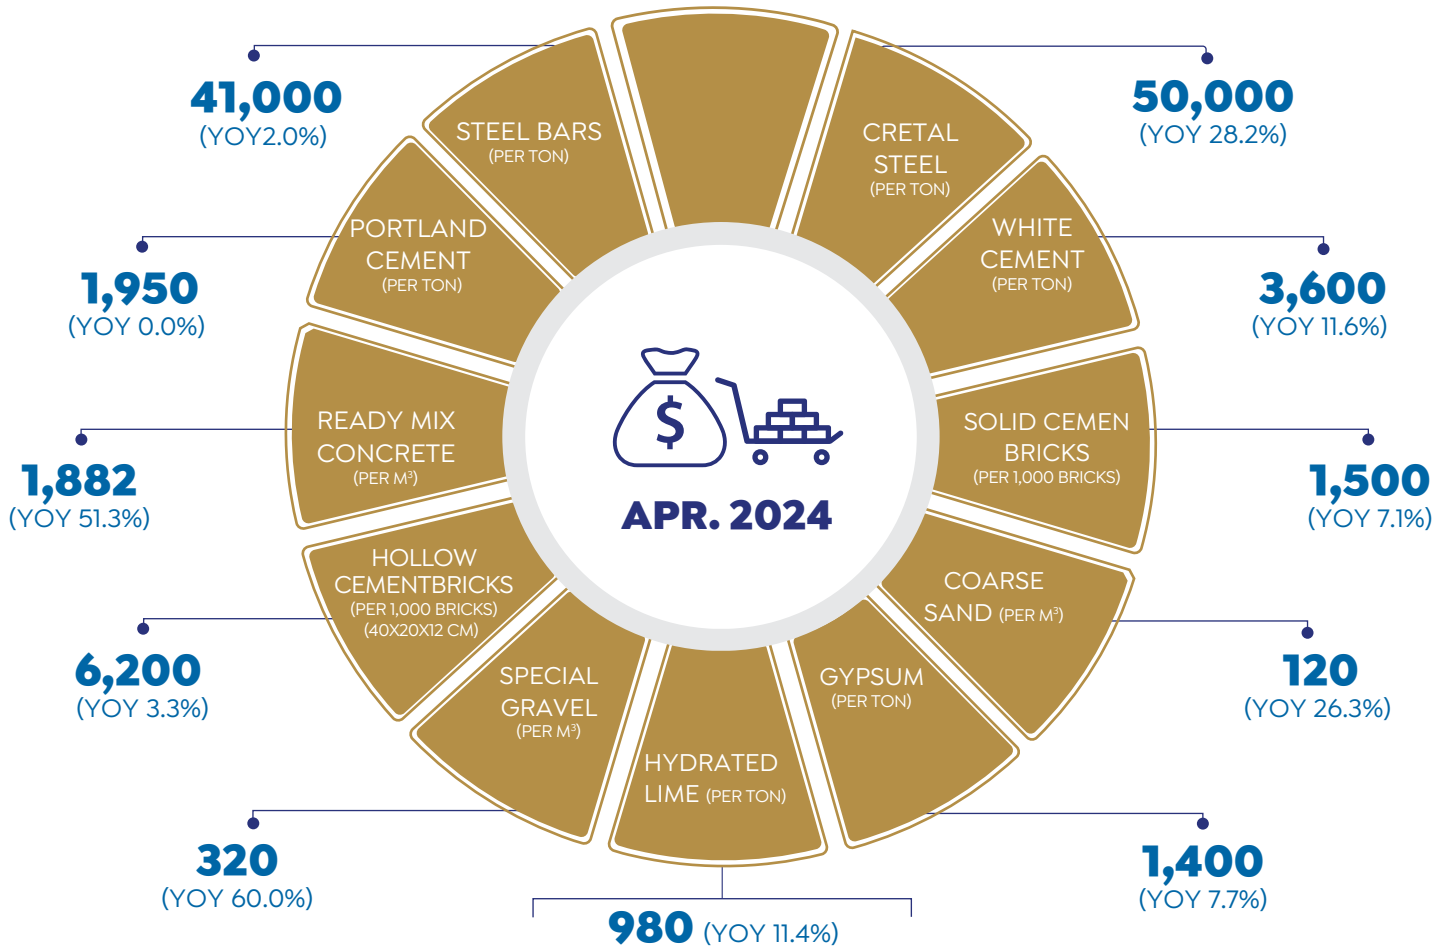 41,000
(YOY2.0%)
STEEL BARS
(PER TON)
CRETAL
STEEL
(PER TON)
50,000
(YOY 28.2%)
1,950
(YOY 0.0%)
PORTLAND
CEMENT
(PER TON)
WHITE
CEMENT
(PER TON)
3,600
(YOY 11.6%)
1,882
(YOY 51.3%)
READY MIX
CONCRETE
(PER M³)
$
APR. 2024
SOLID CEMEN
BRICKS
(PER 1,000 BRICKS)
1,500
(YOY 7.1%)
6,200
(YOY 3.3%)
HOLLOW
CEMENTBRICKS
(PER 1,000 BRICKS)
(40X20X12 CM)
COARSE
SAND (PER M³)
120
(YOY 26.3%)
320
(YOY 60.0%)
SPECIAL
GRAVEL
(PER M³)
HYDRATED
LIME (PER TON)
980 (YOY 11.4%)
GYPSUM
(PER TON)
1,400
(YOY 7.7%)